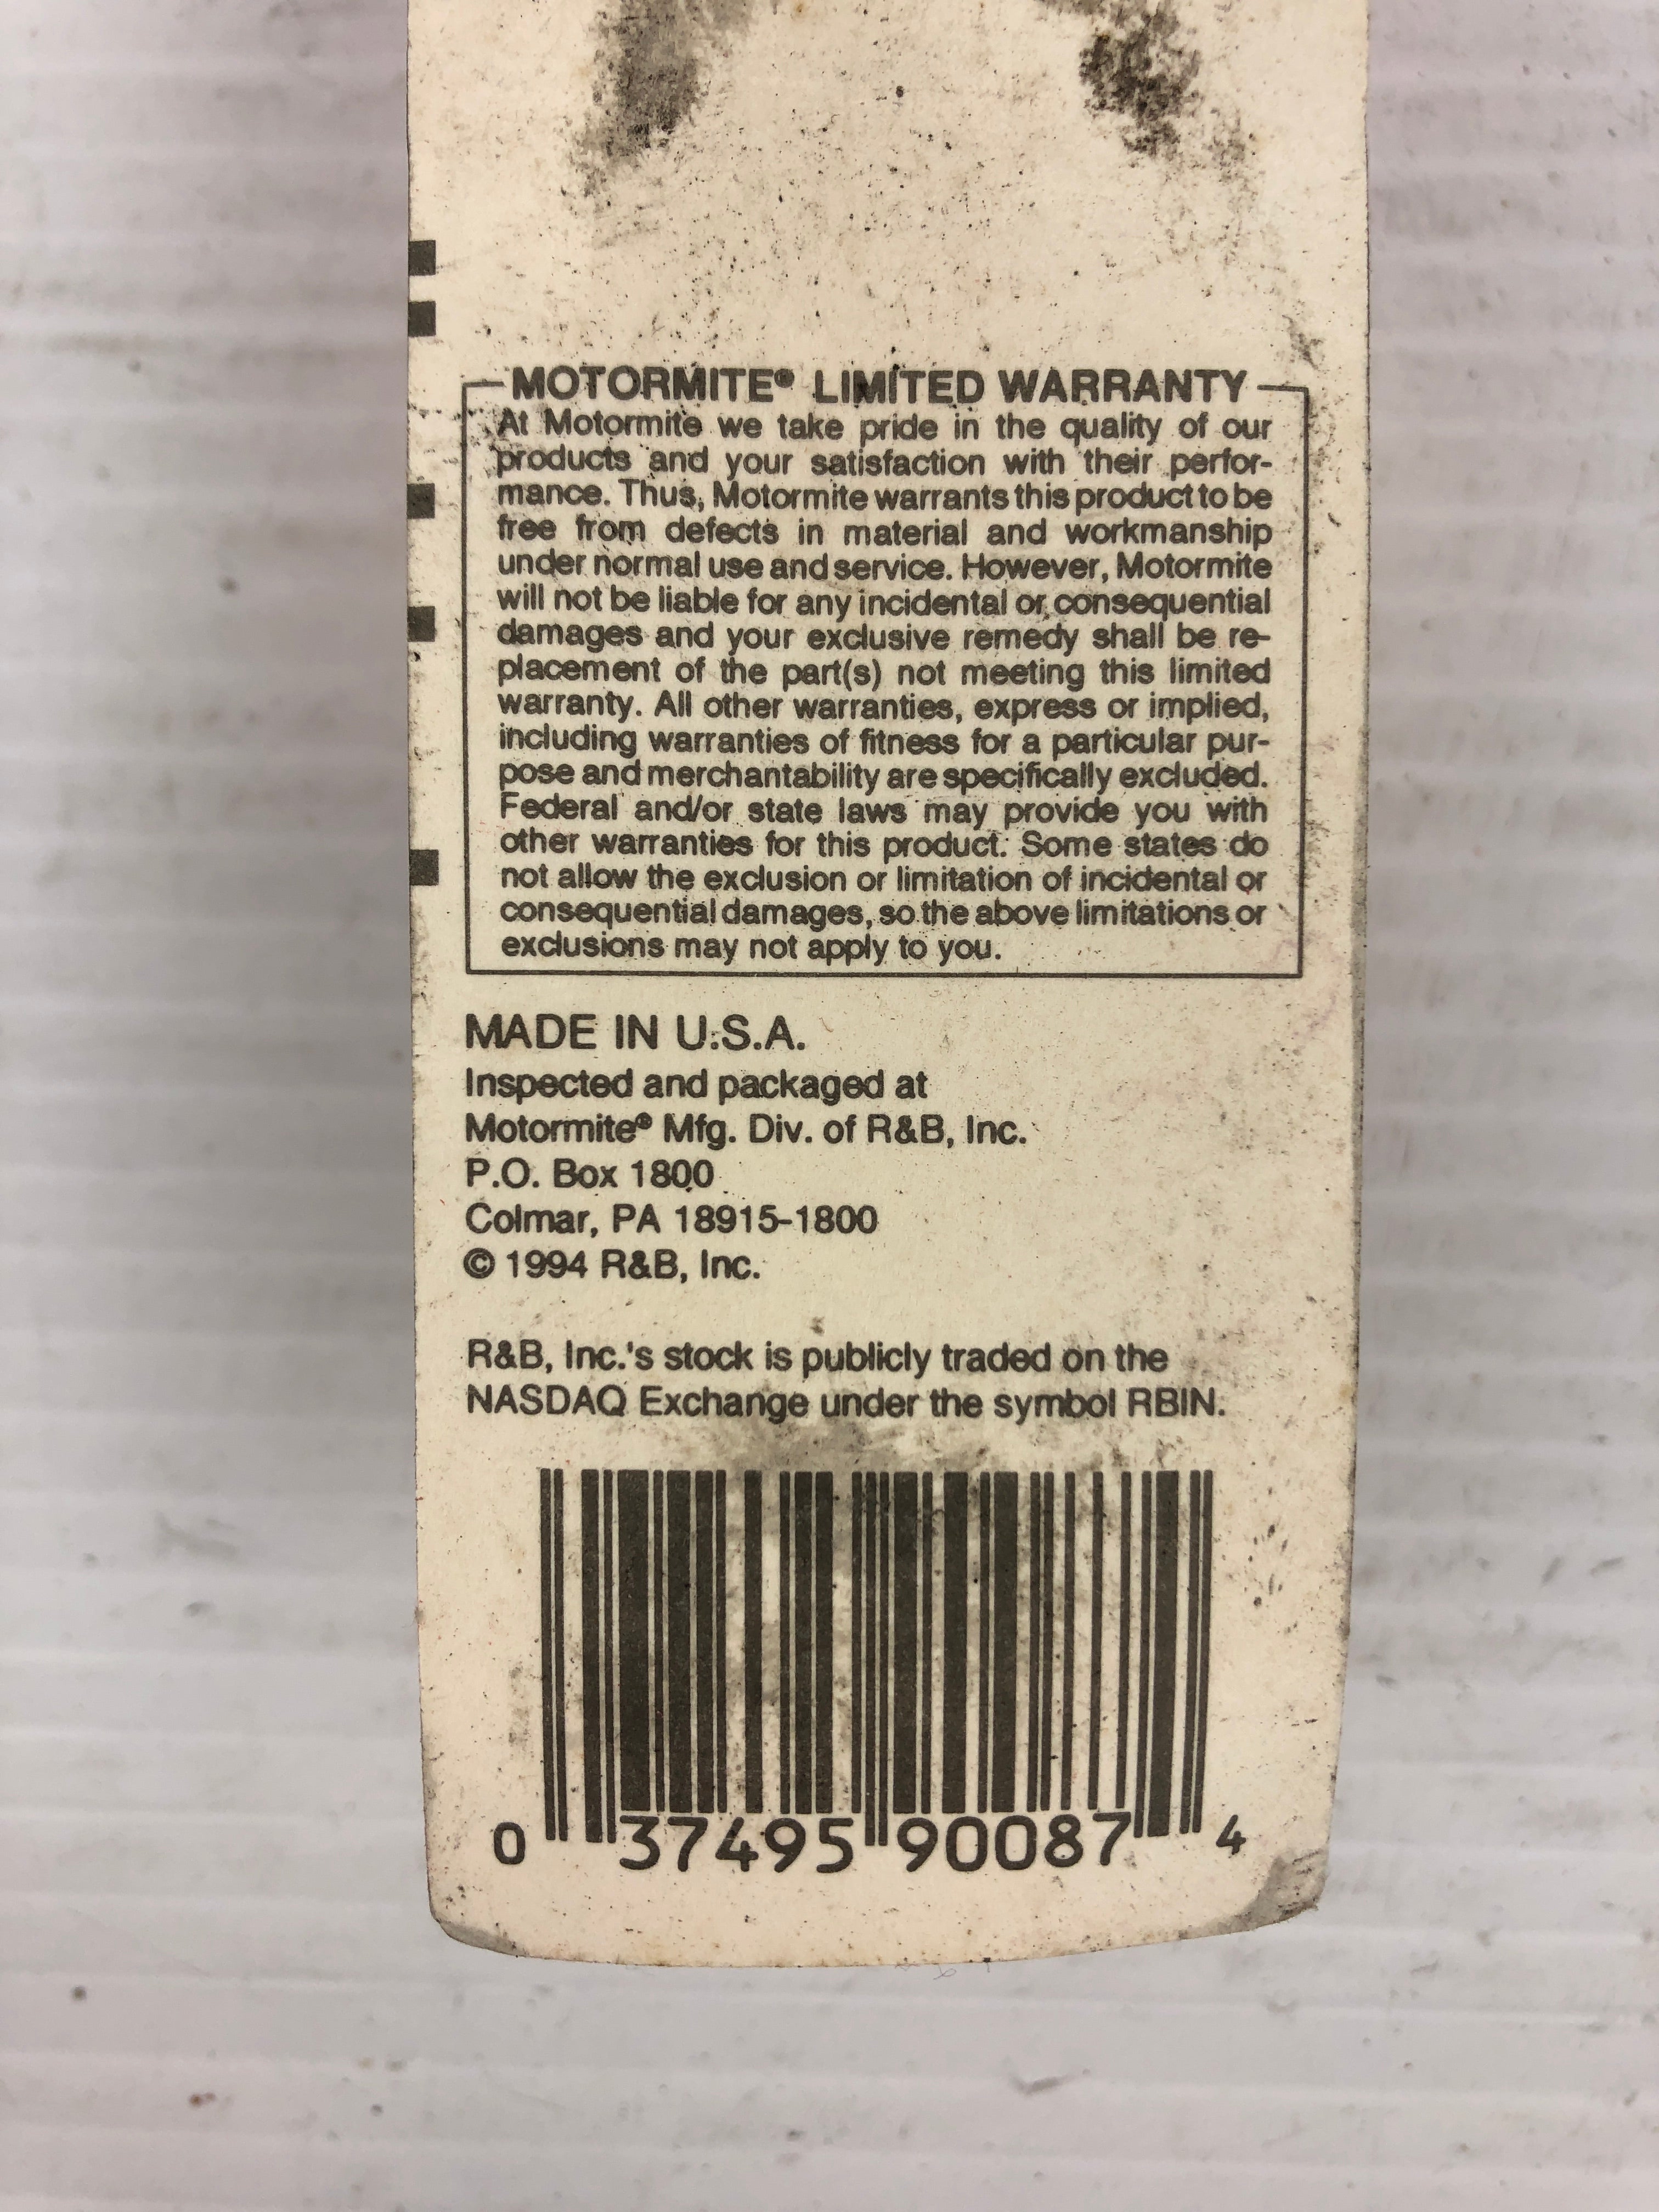 MOTORMITE® LIMITED WARRANTY
At Motormite we take pride in the quality of our
products and your satisfaction with their perfor-
mance. Thus, Motormite warrants this product to be
free from defects in material and workmanship
under normal use and service. However, Motormite
will not be liable for any incidental or consequential
damages and your exclusive remedy shall be re-
placement of the part(s) not meeting this limited
warranty. All other warranties, express or implied,
including warranties of fitness for a particular pur-
pose and merchantability are specifically excluded.
Federal and/or state laws may provide you with
other warranties for this product. Some states do
not allow the exclusion or limitation of incidental or
consequential damages, so the above limitations or
exclusions may not apply to you.
MADE IN U.S.A.
Inspected and packaged at
Motormite® Mfg. Div. of R&B, Inc.
P.O. Box 1800
Colmar, PA 18915-1800
© 1994 R&B, Inc.
R&B, Inc.'s stock is publicly traded on the
NASDAQ Exchange under the symbol RBIN.
0 37495 90087 4